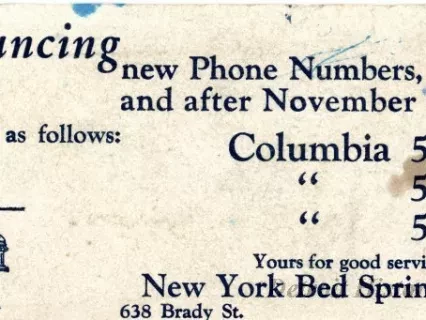 ancing
new Phone Numbers,
and after November
as follows:
Columbia 5
“ 5
“ 5
Yours for good servi
New York Bed Sprin
638 Brady St.